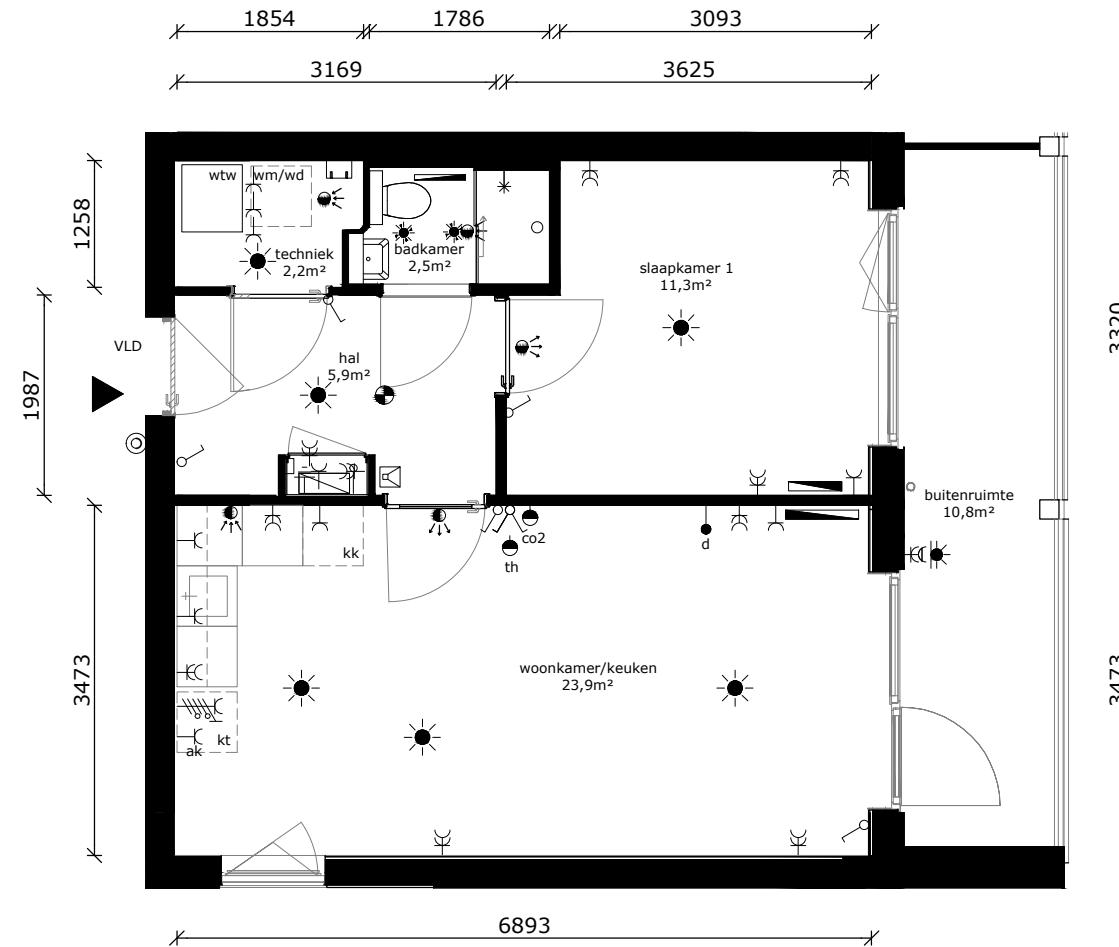 1854 1786 3093
3169 3625
wtw wm/wd
1258
techniek
2,2m²
badkamer
2,5m²
slaapkamer 1
11,3m²
3320
VLD
hal
5,9m²
1987
buitenruimte
10,8m²
kk
co2
th
d
3473
woonkamer/keuken
23,9m²
3473
kt
ak
6893